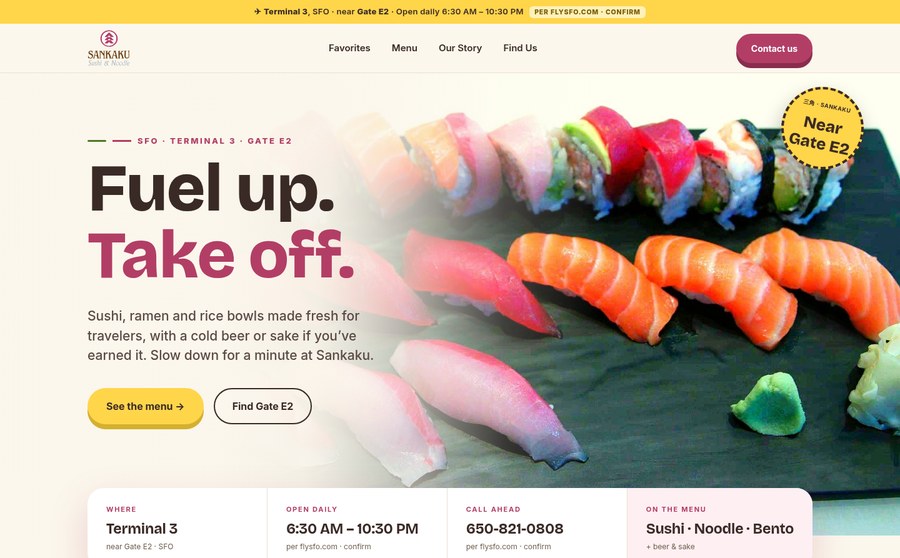 ✈ Terminal 3, SFO · near Gate E2 · Open daily 6:30 AM – 10:30 PM PER FLYSFO.COM · CONFIRM
SANKAKU
Sushi & Noodle
Favorites Menu Our Story Find Us
Contact us
三角 · SANKAKU
Near
Gate E2
SFO · TERMINAL 3 · GATE E2
Fuel up.
Take off.
Sushi, ramen and rice bowls made fresh for
travelers, with a cold beer or sake if you've
earned it. Slow down for a minute at Sankaku.
See the menu →
Find Gate E2
WHERE
Terminal 3
near Gate E2 · SFO
OPEN DAILY
6:30 AM – 10:30 PM
per flysfo.com · confirm
CALL AHEAD
650-821-0808
per flysfo.com · confirm
ON THE MENU
Sushi · Noodle · Bento
+ beer & sake